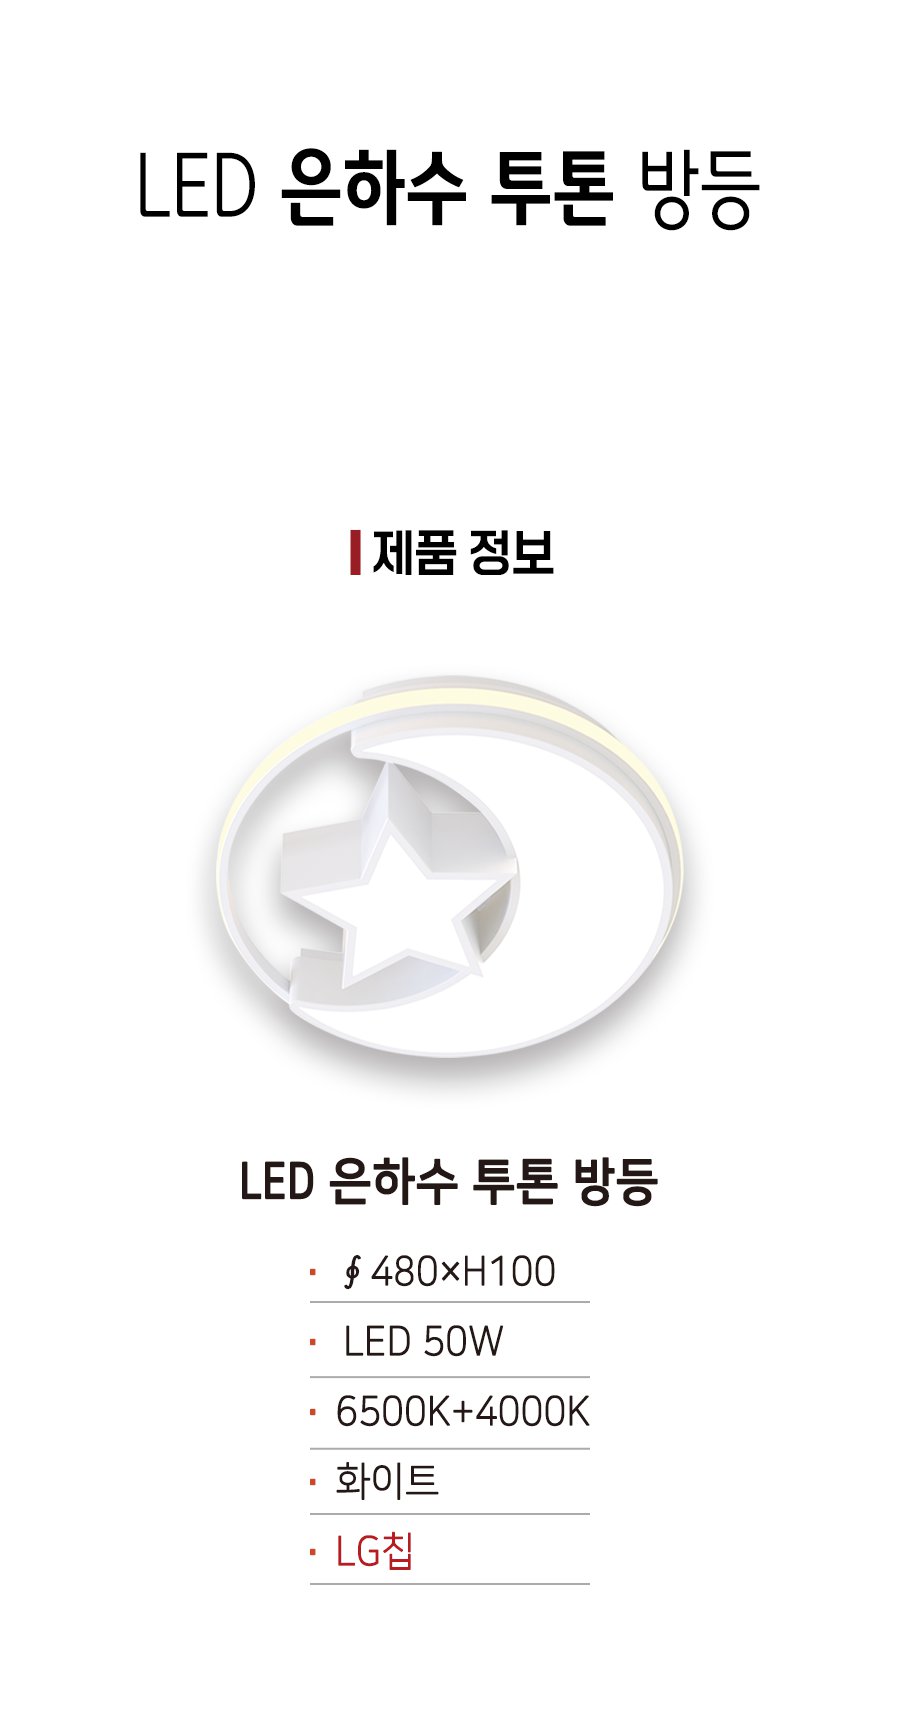 LED 은하수 투톤 방등
제품 정보
LED 은하수 투톤 방등
· ∮ 480×H100
· LED 50W
· 6500K+4000K
· 화이트
· LG칩